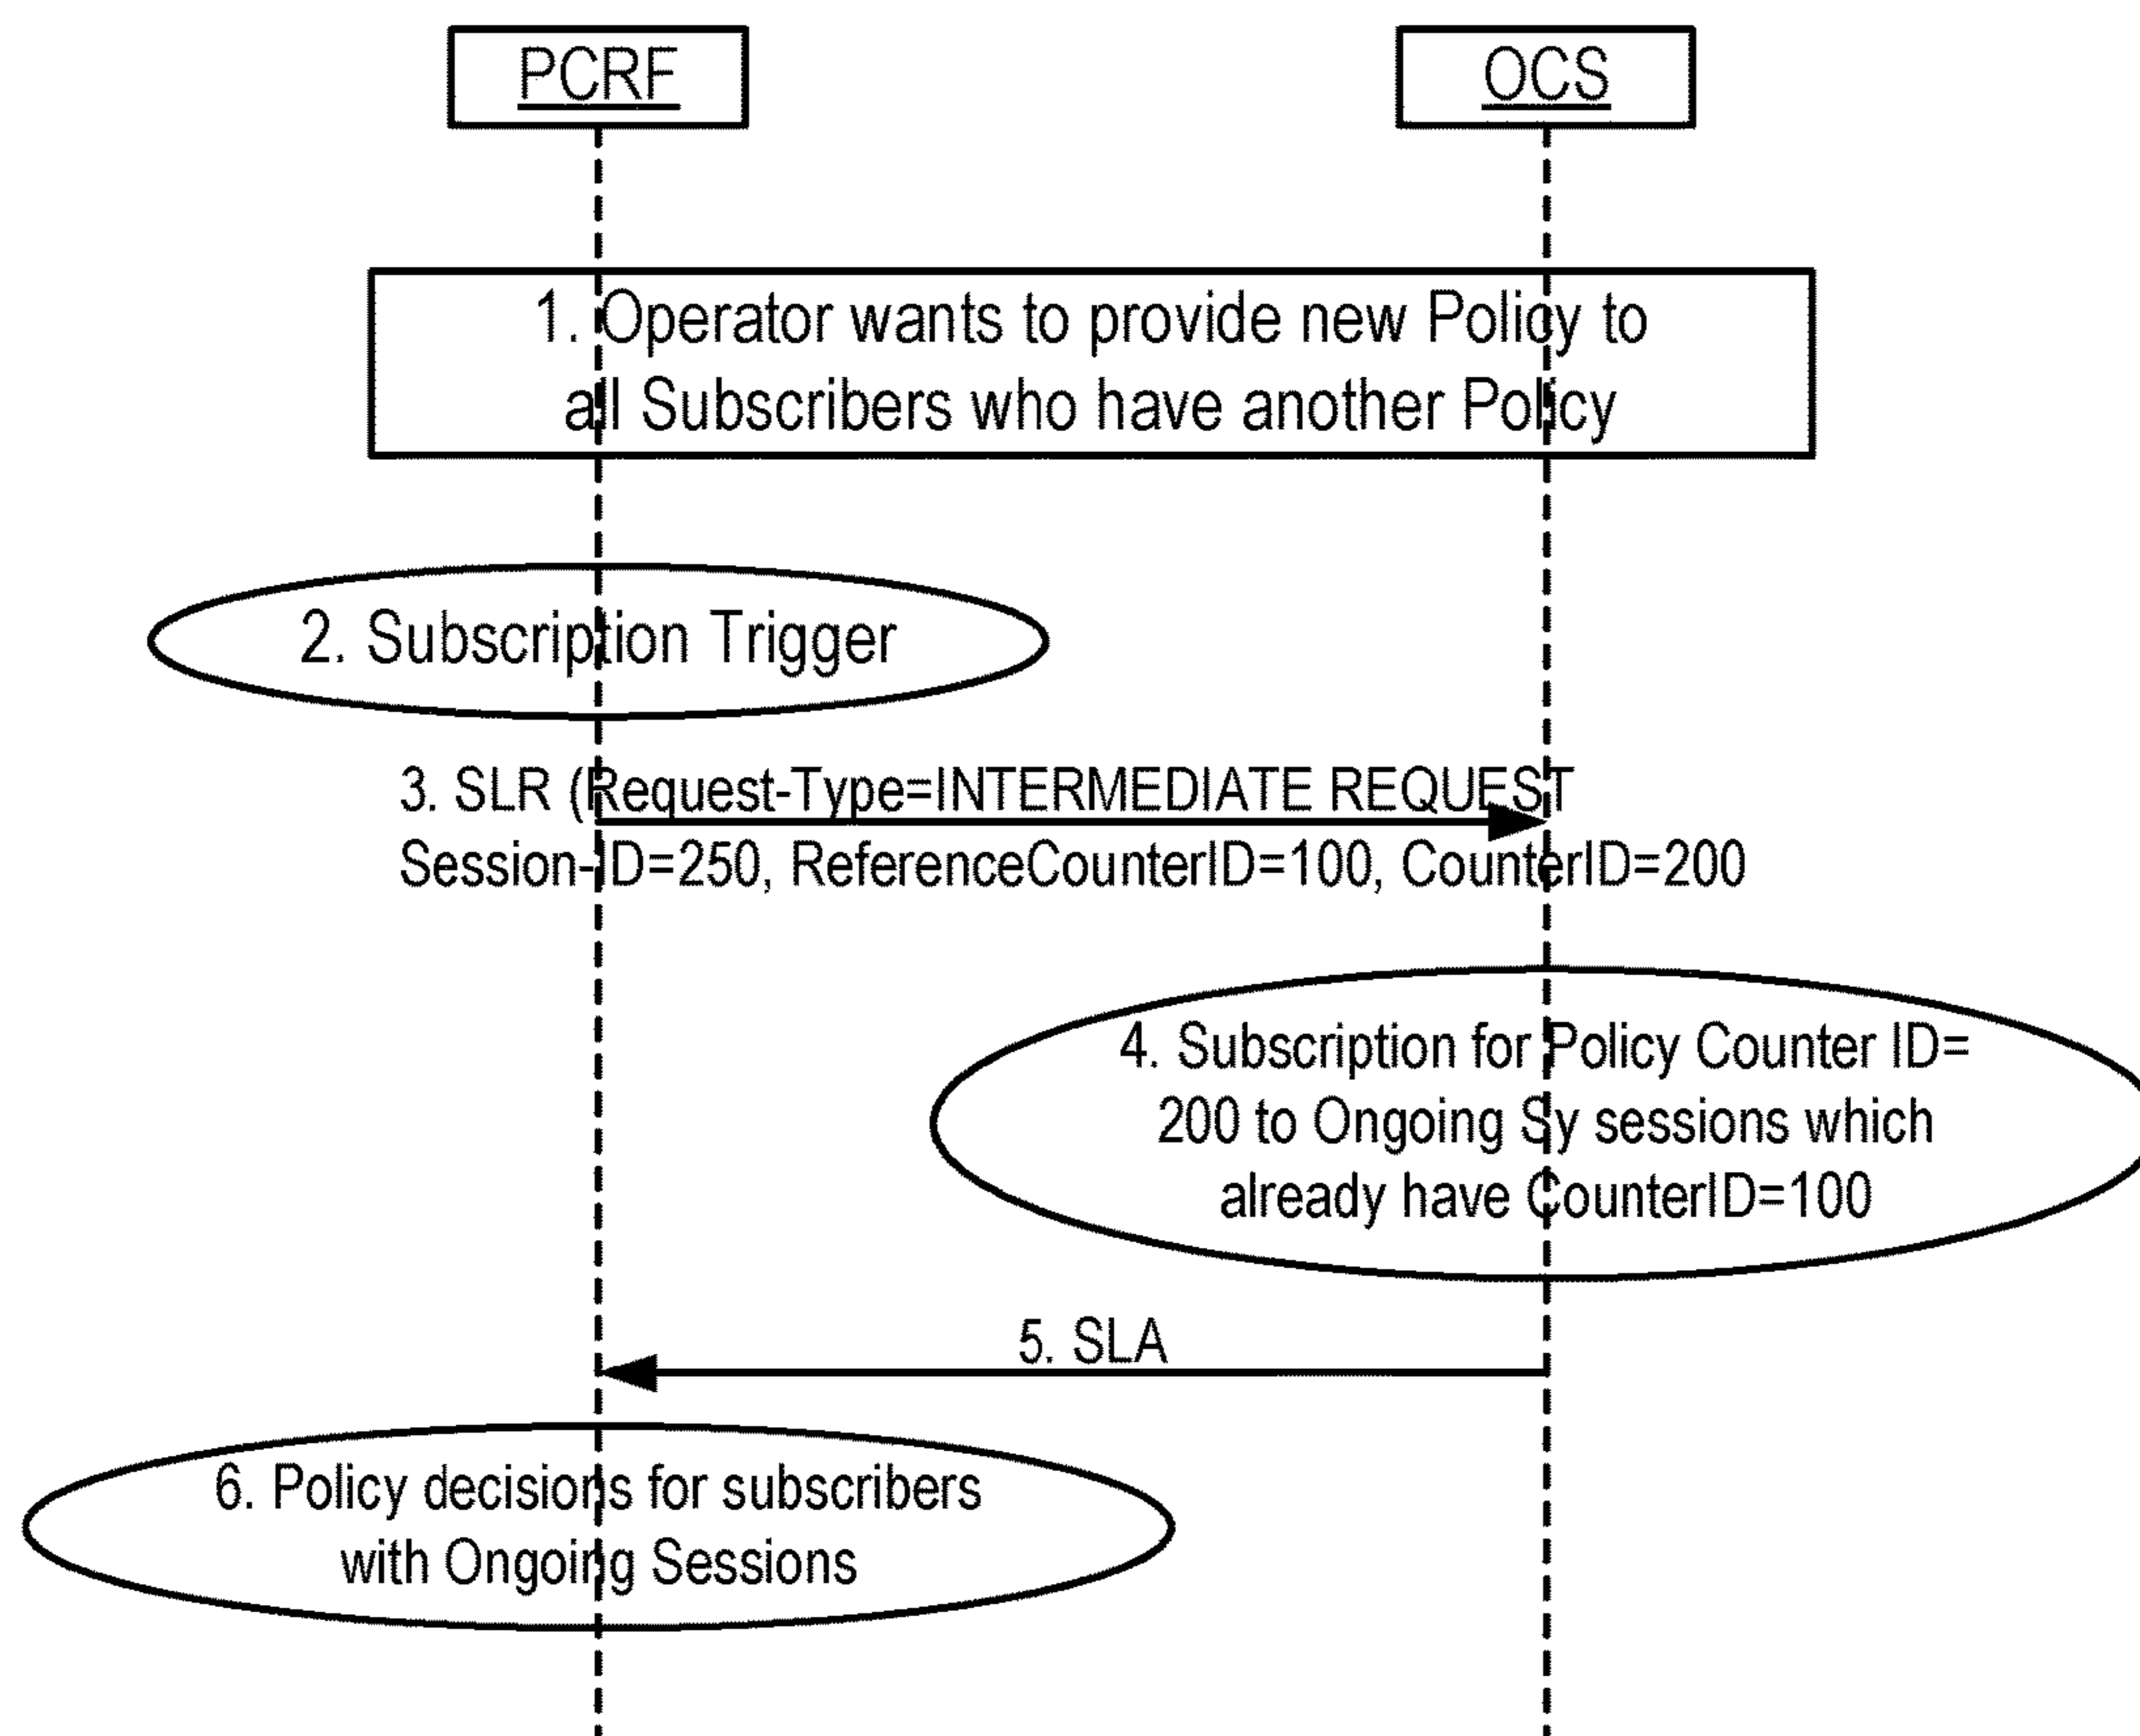 PCRF
OCS
1. Operator wants to provide new Policy to
all Subscribers who have another Policy
2. Subscription Trigger
3. SLR (Request-Type=INTERMEDIATE REQUEST
Session-ID=250, ReferenceCounterID=100, CounterID=200
4. Subscription for Policy Counter ID=
200 to Ongoing Sy sessions which
already have CounterID=100
5. SLA
6. Policy decisions for subscribers
with Ongoing Sessions